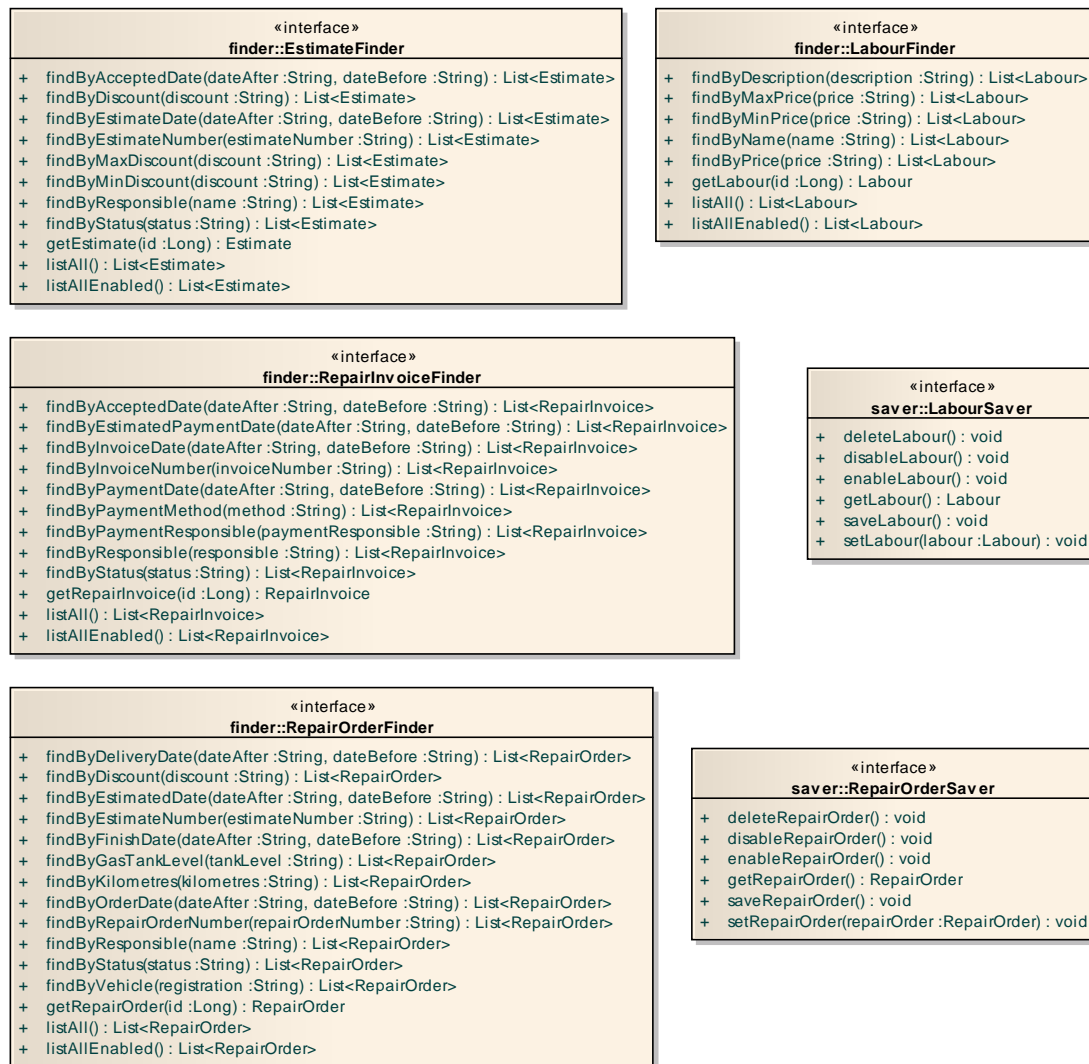 «interface»
finder::EstimateFinder
+ findByAcceptedDate(dateAfter :String, dateBefore :String) : List<Estimate>
+ findByDiscount(discount :String) : List<Estimate>
+ findByEstimateDate(dateAfter :String, dateBefore :String) : List<Estimate>
+ findByEstimateNumber(estimateNumber :String) : List<Estimate>
+ findByMaxDiscount(discount :String) : List<Estimate>
+ findByMinDiscount(discount :String) : List<Estimate>
+ findByResponsible(name :String) : List<Estimate>
+ findByStatus(status :String) : List<Estimate>
+ getEstimate(id :Long) : Estimate
+ listAll() : List<Estimate>
+ listAllEnabled() : List<Estimate>
«interface»
finder::LabourFinder
+ findByDescription(description :String) : List<Labour>
+ findByMaxPrice(price :String) : List<Labour>
+ findByMinPrice(price :String) : List<Labour>
+ findByName(name :String) : List<Labour>
+ findByPrice(price :String) : List<Labour>
+ getLabour(id :Long) : Labour
+ listAll() : List<Labour>
+ listAllEnabled() : List<Labour>
«interface»
finder::RepairInvoiceFinder
+ findByAcceptedDate(dateAfter :String, dateBefore :String) : List<RepairInvoice>
+ findByEstimatedPaymentDate(dateAfter :String, dateBefore :String) : List<RepairInvoice>
+ findByInvoiceDate(dateAfter :String, dateBefore :String) : List<RepairInvoice>
+ findByInvoiceNumber(invoiceNumber :String) : List<RepairInvoice>
+ findByPaymentDate(dateAfter :String, dateBefore :String) : List<RepairInvoice>
+ findByPaymentMethod(method :String) : List<RepairInvoice>
+ findByPaymentResponsible(paymentResponsible :String) : List<RepairInvoice>
+ findByResponsible(responsible :String) : List<RepairInvoice>
+ findByStatus(status :String) : List<RepairInvoice>
+ getRepairInvoice(id :Long) : RepairInvoice
+ listAll() : List<RepairInvoice>
+ listAllEnabled() : List<RepairInvoice>
«interface»
saver::LabourSaver
+ deleteLabour() : void
+ disableLabour() : void
+ enableLabour() : void
+ getLabour() : Labour
+ saveLabour() : void
+ setLabour(labour :Labour) : void
«interface»
finder::RepairOrderFinder
+ findByDeliveryDate(dateAfter :String, dateBefore :String) : List<RepairOrder>
+ findByDiscount(discount :String) : List<RepairOrder>
+ findByEstimatedDate(dateAfter :String, dateBefore :String) : List<RepairOrder>
+ findByEstimateNumber(estimateNumber :String) : List<RepairOrder>
+ findByFinishDate(dateAfter :String, dateBefore :String) : List<RepairOrder>
+ findByGasTankLevel(tankLevel :String) : List<RepairOrder>
+ findByKilometres(kilometres :String) : List<RepairOrder>
+ findByOrderDate(dateAfter :String, dateBefore :String) : List<RepairOrder>
+ findByRepairOrderNumber(repairOrderNumber :String) : List<RepairOrder>
+ findByResponsible(name :String) : List<RepairOrder>
+ findByStatus(status :String) : List<RepairOrder>
+ findByVehicle(registration :String) : List<RepairOrder>
+ getRepairOrder(id :Long) : RepairOrder
+ listAll() : List<RepairOrder>
+ listAllEnabled() : List<RepairOrder>
«interface»
saver::RepairOrderSaver
+ deleteRepairOrder() : void
+ disableRepairOrder() : void
+ enableRepairOrder() : void
+ getRepairOrder() : RepairOrder
+ saveRepairOrder() : void
+ setRepairOrder(repairOrder :RepairOrder) : void